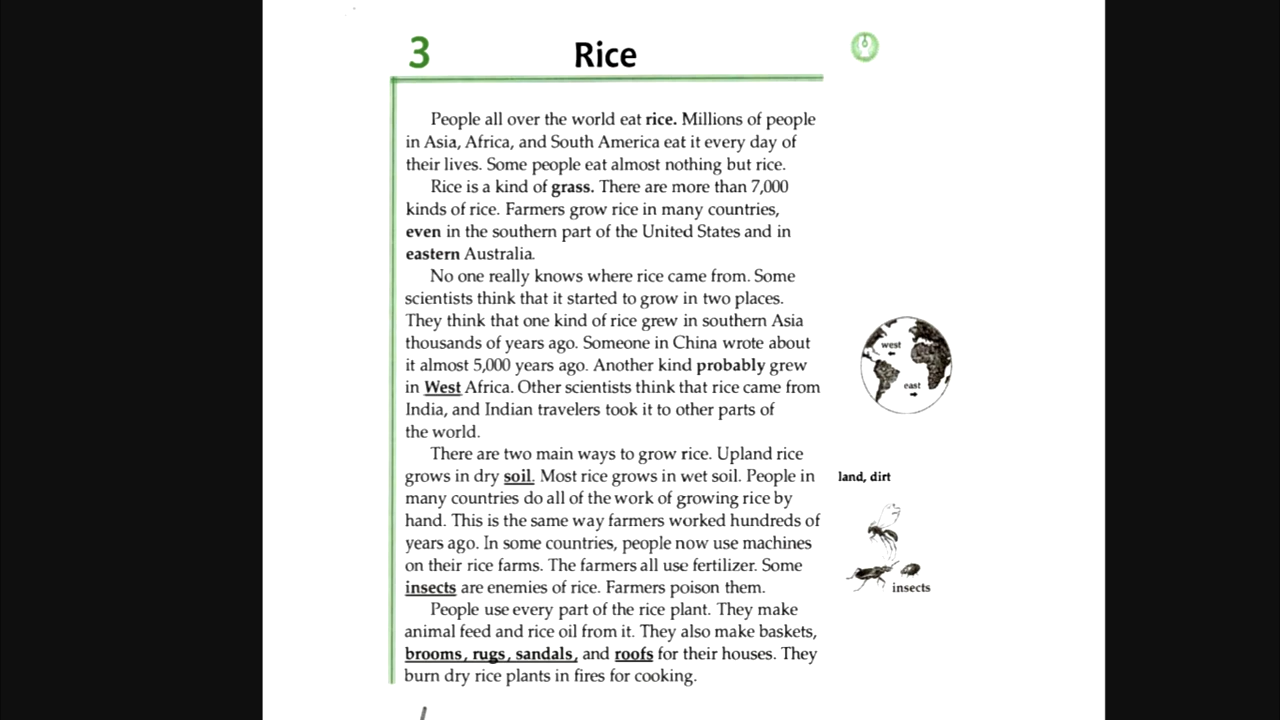 3 Rice
People all over the world eat rice. Millions of people
in Asia, Africa, and South America eat it every day of
their lives. Some people eat almost nothing but rice.
Rice is a kind of grass. There are more than 7,000
kinds of rice. Farmers grow rice in many countries,
even in the southern part of the United States and in
eastern Australia.
No one really knows where rice came from. Some
scientists think that it started to grow in two places.
They think that one kind of rice grew in southern Asia
thousands of years ago. Someone in China wrote about
it almost 5,000 years ago. Another kind probably grew
in West Africa. Other scientists think that rice came from
India, and Indian travelers took it to other parts of
the world.
There are two main ways to grow rice. Upland rice
grows in dry soil. Most rice grows in wet soil. People in
many countries do all of the work of growing rice by
hand. This is the same way farmers worked hundreds of
years ago. In some countries, people now use machines
on their rice farms. The farmers all use fertilizer. Some
insects are enemies of rice. Farmers poison them.
People use every part of the rice plant. They make
animal feed and rice oil from it. They also make baskets,
brooms, rugs, sandals, and roofs for their houses. They
burn dry rice plants in fires for cooking.
west
east
land, dirt
insects